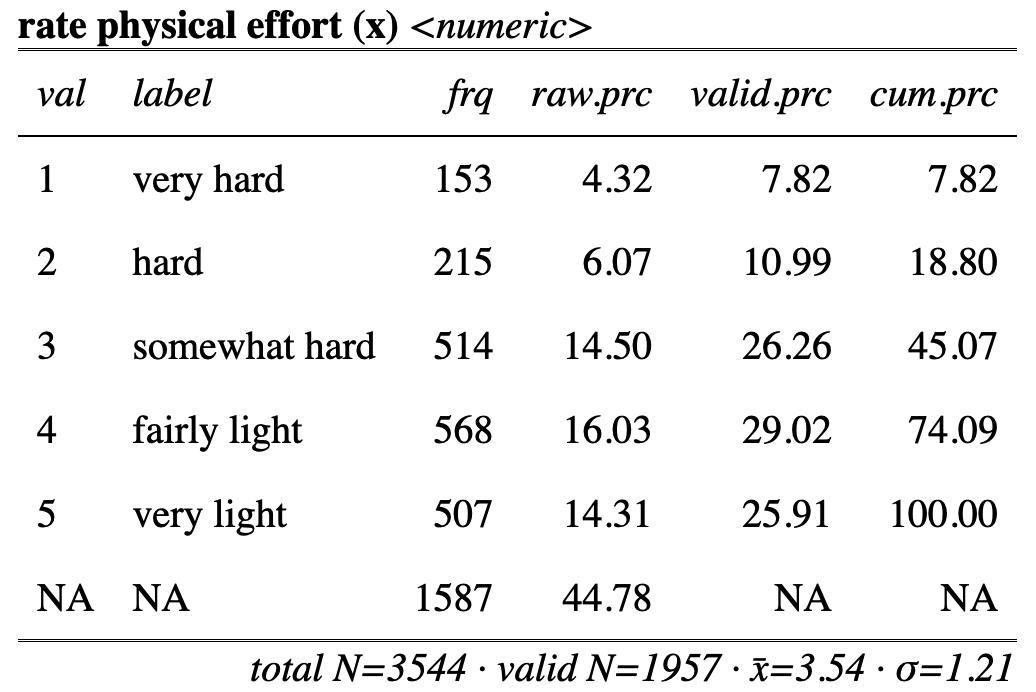 rate physical effort (x) <numeric>
val label frq raw.prc valid.prc cum.prc
1 very hard 153 4.32 7.82 7.82
2 hard 215 6.07 10.99 18.80
3 somewhat hard 514 14.50 26.26 45.07
4 fairly light 568 16.03 29.02 74.09
5 very light 507 14.31 25.91 100.00
NA NA 1587 44.78 NA NA
total N=3544 · valid N=1957 · x̄=3.54 · σ=1.21